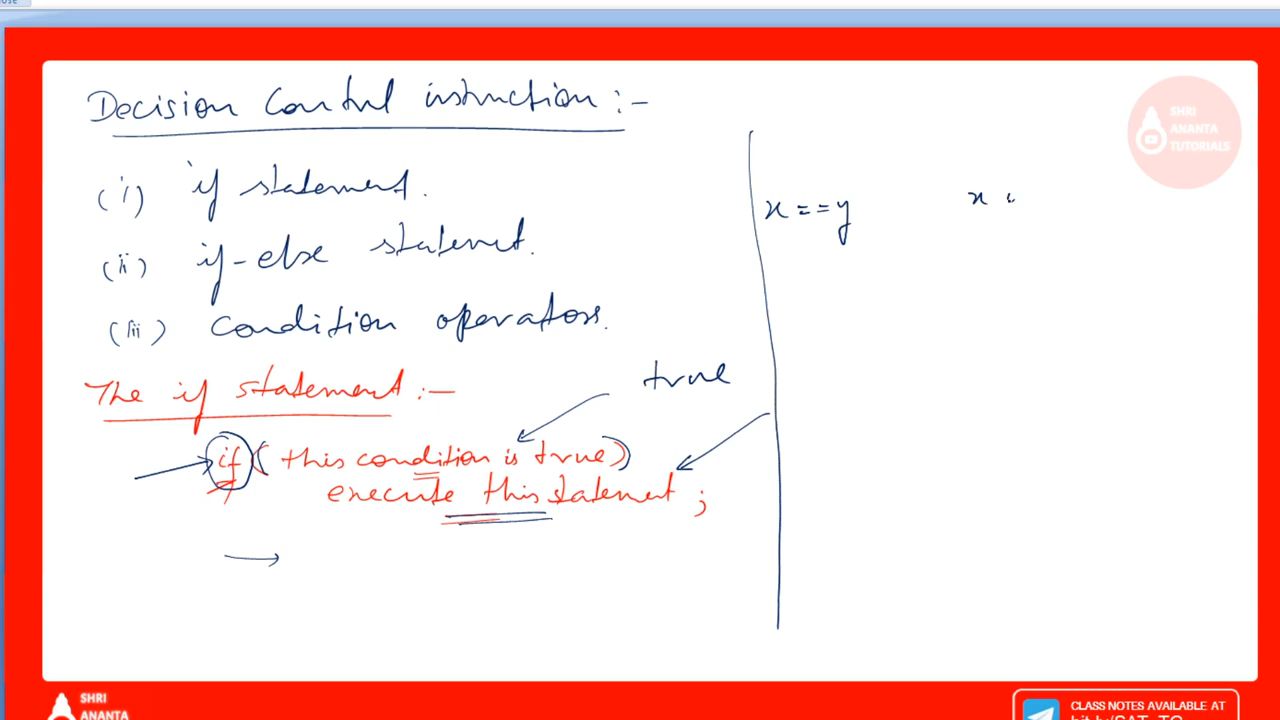 Decision Control instruction :-
(i) if statement.
(ii) if-else statement.
(iii) condition operators.
The if statement :-
true
if ( this condition is true)
execute this statement ;
x = = y
x
SHRI
ANANTA
TUTORIALS
SHRI
ANANTA
CLASS NOTES AVAILABLE AT